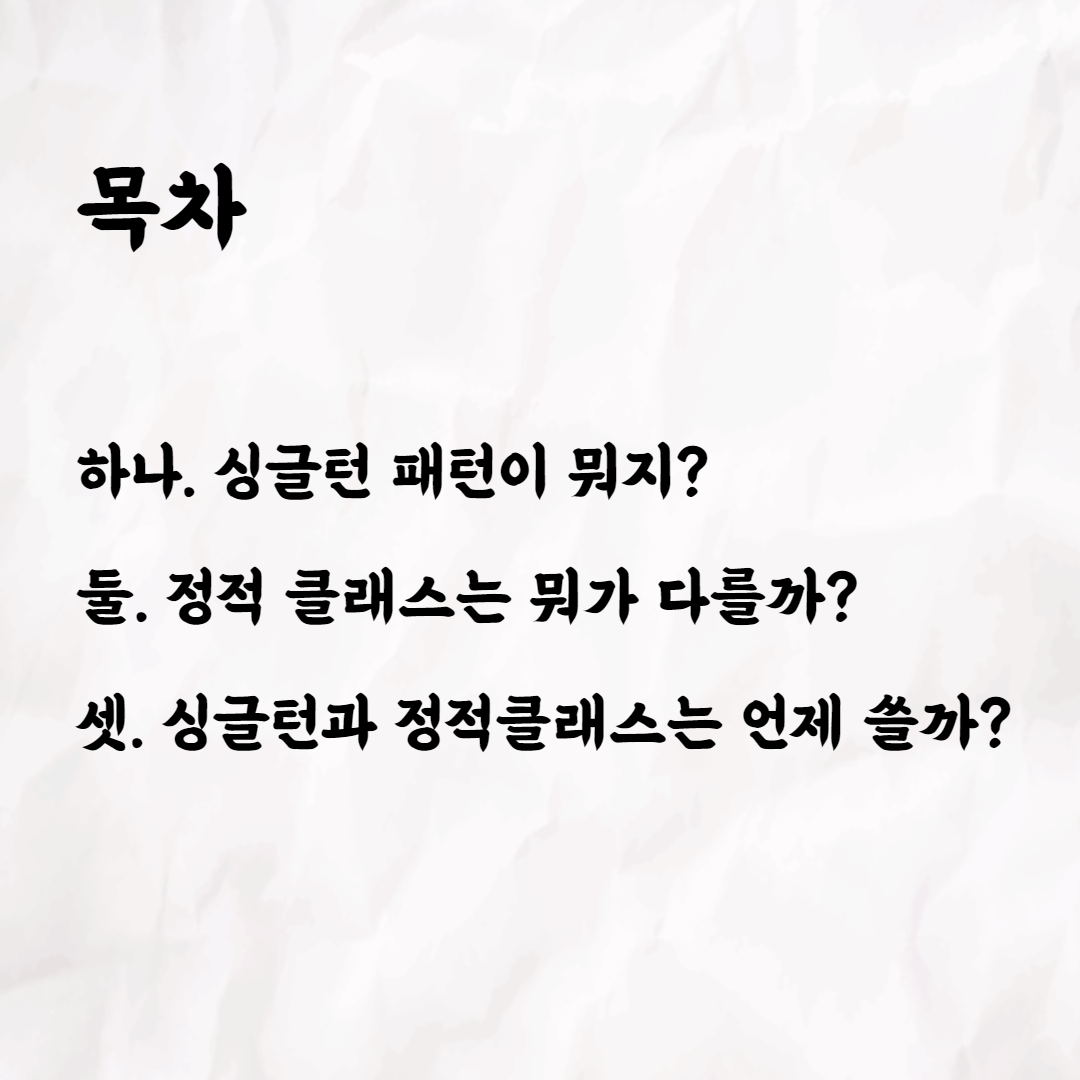 목차
하나. 싱글턴 패턴이 뭐지?
둘. 정적 클래스는 뭐가 다를까?
셋. 싱글턴과 정적클래스는 언제 쓸까?